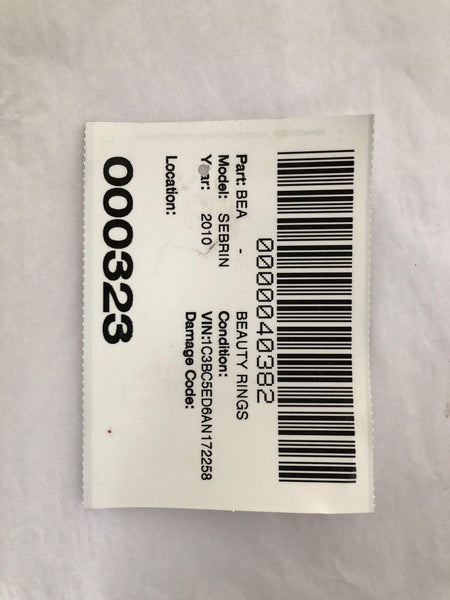 0000040382
Part: BEA - BEAUTY RINGS
Model: SEBRIN Condition:
Year: 2010 VIN:1C3BC5ED6AN172258
Damage Code:
Location:
000323